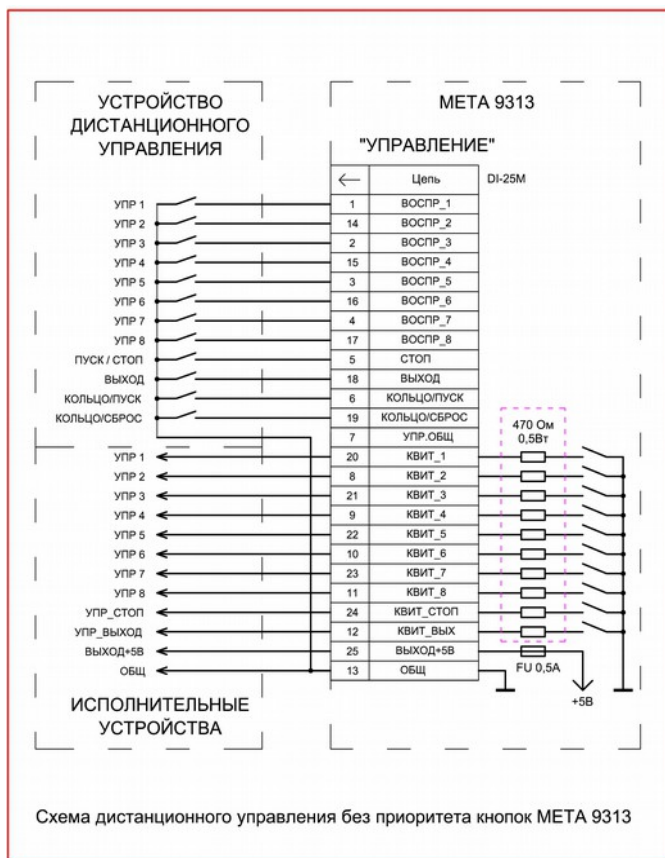 УСТРОЙСТВО
ДИСТАНЦИОННОГО
УПРАВЛЕНИЯ
МЕТА 9313
"УПРАВЛЕНИЕ"
← Цепь DI-25M
УПР 1 1 ВОСПР_1
УПР 2 14 ВОСПР_2
УПР 3 2 ВОСПР_3
УПР 4 15 ВОСПР_4
УПР 5 3 ВОСПР_5
УПР 6 16 ВОСПР_6
УПР 7 4 ВОСПР_7
УПР 8 17 ВОСПР_8
ПУСК / СТОП 5 СТОП
ВЫХОД 18 ВЫХОД
КОЛЬЦО/ПУСК 6 КОЛЬЦО/ПУСК
КОЛЬЦО/СБРОС 19 КОЛЬЦО/СБРОС
7 УПР.ОБЩ
470 Ом
0,5Вт
УПР 1 20 КВИТ_1
УПР 2 8 КВИТ_2
УПР 3 21 КВИТ_3
УПР 4 9 КВИТ_4
УПР 5 22 КВИТ_5
УПР 6 10 КВИТ_6
УПР 7 23 КВИТ_7
УПР 8 11 КВИТ_8
УПР_СТОП 24 КВИТ_СТОП
УПР_ВЫХОД 12 КВИТ_ВЫХ
ВЫХОД+5В 25 ВЫХОД+5В
ОБЩ 13 ОБЩ
FU 0,5А
+5В
ИСПОЛНИТЕЛЬНЫЕ
УСТРОЙСТВА
Схема дистанционного управления без приоритета кнопок МЕТА 9313